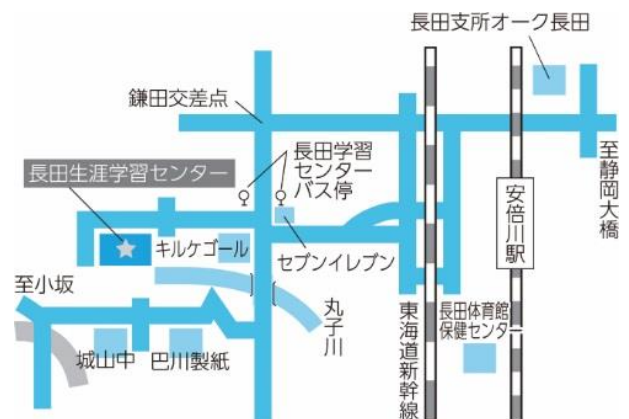 長田支所オーク長田
鎌田交差点
長田学習
センター
バス停
長田生涯学習センター
至静岡大橋
安倍川駅
キルケゴール
セブンイレブン
至小坂
丸子川
東海道新幹線
長田体育館
保健センター
城山中
巴川製紙